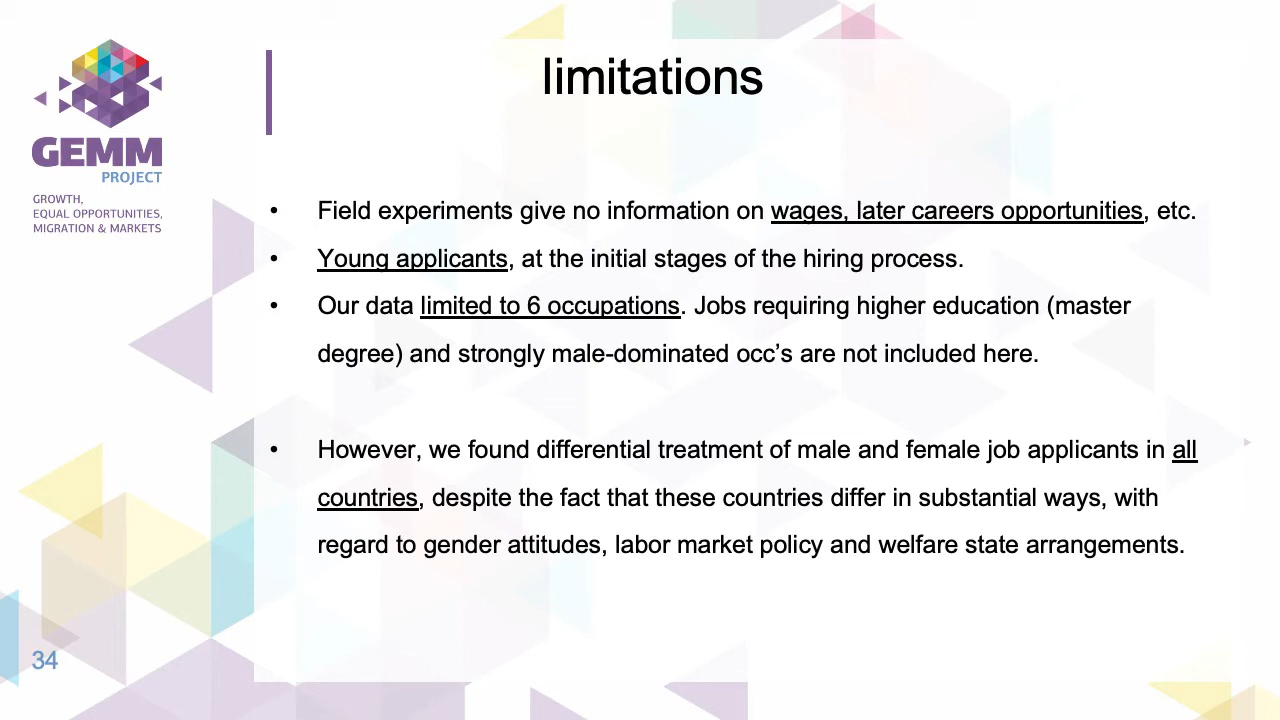 limitations
GEMM
PROJECT
GROWTH,
EQUAL OPPORTUNITIES,
MIGRATION & MARKETS
• Field experiments give no information on wages, later careers opportunities, etc.
• Young applicants, at the initial stages of the hiring process.
• Our data limited to 6 occupations. Jobs requiring higher education (master
degree) and strongly male-dominated occ’s are not included here.
• However, we found differential treatment of male and female job applicants in all
countries, despite the fact that these countries differ in substantial ways, with
regard to gender attitudes, labor market policy and welfare state arrangements.
34